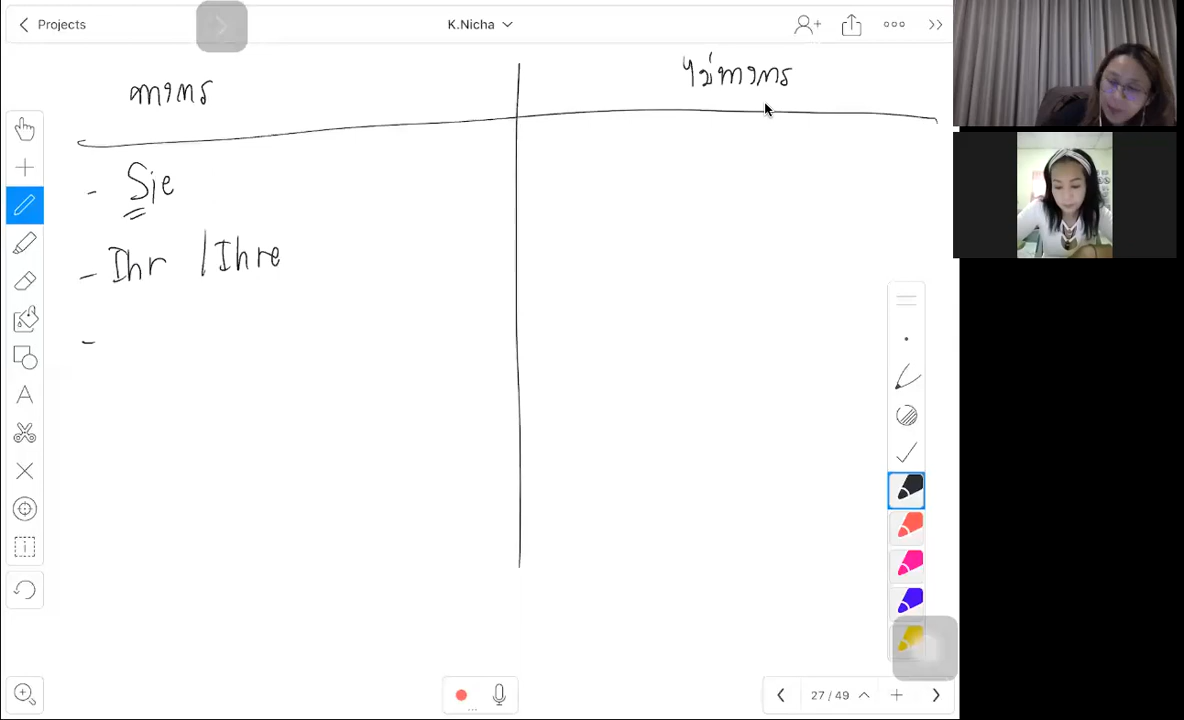 Projects
K.Nicha
ทางการ
ไม่ทางการ
- Sie
- Ihr / Ihre
-
A
27 / 49